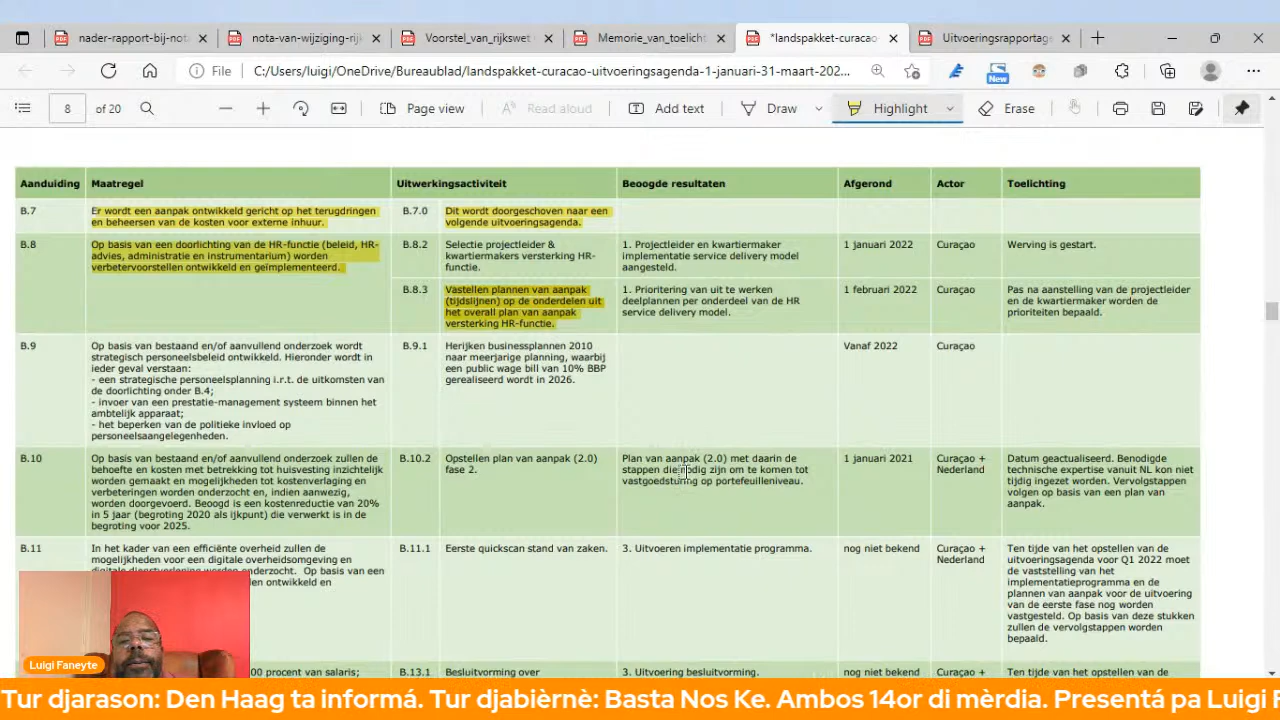 nader-rapport-bij-not
nota-van-wijziging-rij
Voorstel_van_rijkswet
Memorie_van_toelicht
*landspakket-curacao
Uitvoeringsrapportag
File
C:/Users/luigi/OneDrive/Bureaublad/landspakket-curacao-uitvoeringsagenda-1-januari-31-maart-202...
New
8 of 20
Page view
Read aloud
Add text
Draw
Highlight
Erase
Aanduiding Maatregel Uitwerkingsactiviteit Beoogde resultaten Afgerond Actor Toelichting
B.7
Er wordt een aanpak ontwikkeld gericht op het terugdringen
en beheersen van de kosten voor externe inhuur.
B.7.0
Dit wordt doorgeschoven naar een
volgende uitvoeringsagenda.
B.8
Op basis van een doorlichting van de HR-functie (beleid, HR-
advies, administratie en instrumentarium) worden
verbetervoorstellen ontwikkeld en geïmplementeerd.
B.8.2
Selectie projectleider &
kwartiermakers versterking HR-
functie.
1. Projectleider en kwartiermaker
implementatie service delivery model
aangesteld.
1 januari 2022
Curaçao
Werving is gestart.
B.8.3
Vastellen plannen van aanpak
(tijdslijnen) op de onderdelen uit
het overall plan van aanpak
versterking HR-functie.
1. Prioritering van uit te werken
deelplannen per onderdeel van de HR
service delivery model.
1 februari 2022
Curaçao
Pas na aanstelling van de projectleider
en de kwartiermaker worden de
prioriteiten bepaald.
B.9
Op basis van bestaand en/of aanvullend onderzoek wordt
strategisch personeelsbeleid ontwikkeld. Hieronder wordt in
ieder geval verstaan:
- een strategische personeelsplanning i.r.t. de uitkomsten van
de doorlichting onder B.4;
- invoer van een prestatie-management systeem binnen het
ambtelijk apparaat;
- het beperken van de politieke invloed op
personeelsaangelegenheden.
B.9.1
Herijken businessplannen 2010
naar meerjarige planning, waarbij
een public wage bill van 10% BBP
gerealiseerd wordt in 2026.
Vanaf 2022
Curaçao
B.10
Op basis van bestaand en/of aanvullend onderzoek zullen de
behoefte en kosten met betrekking tot huisvesting inzichtelijk
worden gemaakt en mogelijkheden tot kostenverlaging en
verbeteringen worden onderzocht en, indien aanwezig,
worden doorgevoerd. Beoogd is een kostenreductie van 20%
in 5 jaar (begroting 2020 als ijkpunt) die verwerkt is in de
begroting voor 2025.
B.10.2
Opstellen plan van aanpak (2.0)
fase 2.
Plan van aanpak (2.0) met daarin de
stappen die nodig zijn om te komen tot
vastgoedsturing op portefeuilleniveau.
1 januari 2021
Curaçao +
Nederland
Datum geactualiseerd. Benodigde
technische expertise vanuit NL kon niet
tijdig ingezet worden. Vervolgstappen
volgen op basis van een plan van
aanpak.
B.11
In het kader van een efficiënte overheid zullen de
mogelijkheden voor een digitale overheidsomgeving en
digitale dienstverlening worden onderzocht. Op basis van een
den ontwikkeld en
B.11.1
Eerste quickscan stand van zaken.
3. Uitvoeren implementatie programma.
nog niet bekend
Curaçao +
Nederland
Ten tijde van het opstellen van de
uitvoeringsagenda voor Q1 2022 moet
de vaststelling van het
implementatieprogramma en de
plannen van aanpak voor de uitvoering
van de eerste fase nog worden
vastgesteld. Op basis van deze stukken
zullen de vervolgstappen worden
bepaald.
00 procent van salaris;
B.13.1
Besluitvorming over
3. Uitvoering besluitvorming.
nog niet bekend
Curaçao +
Ten tijde van het opstellen van de
Luigi Faneyte
Tur djarason: Den Haag ta informá. Tur djabièrnè: Basta Nos Ke. Ambos 14or di mèrdia. Presentá pa Luigi F